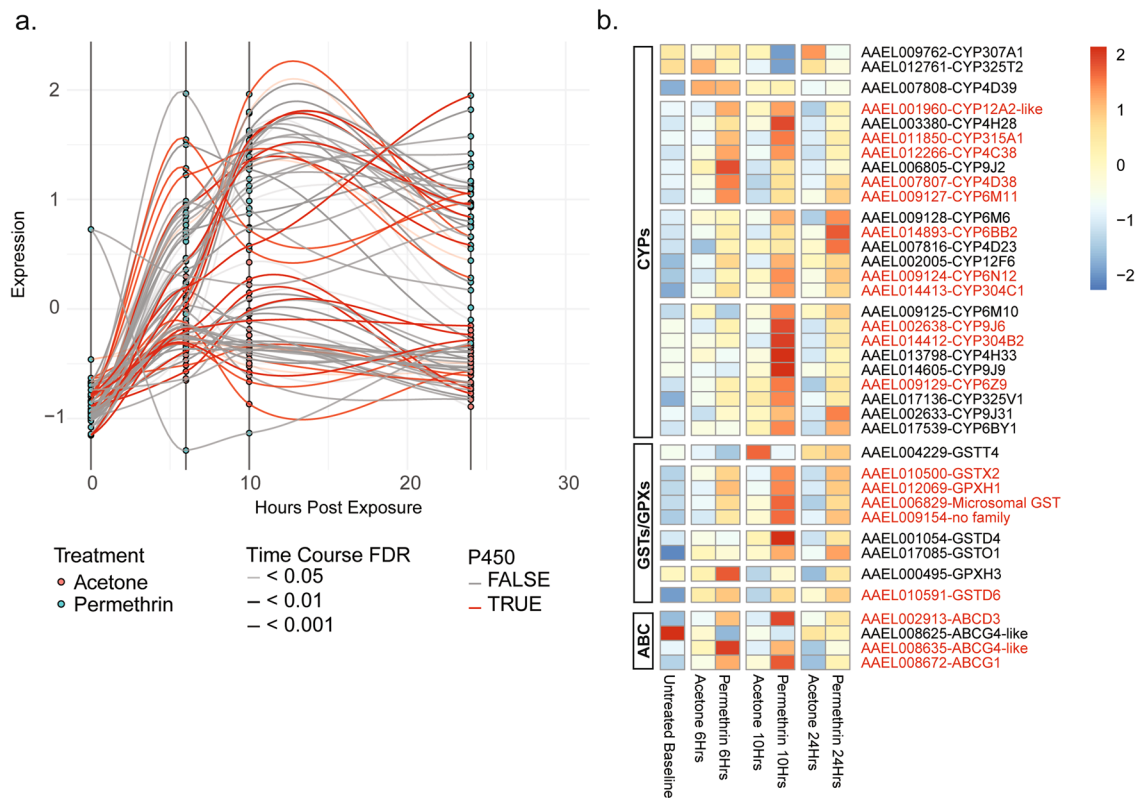 a.
Expression
2
1
0
−1
0
10
20
30
Hours Post Exposure
Treatment
Acetone
Permethrin
Time Course FDR
< 0.05
< 0.01
< 0.001
P450
FALSE
TRUE
b.
CYPs
AAEL009762-CYP307A1
AAEL012761-CYP325T2
AAEL007808-CYP4D39
AAEL001960-CYP12A2-like
AAEL003380-CYP4H28
AAEL011850-CYP315A1
AAEL012266-CYP4C38
AAEL006805-CYP9J2
AAEL007807-CYP4D38
AAEL009127-CYP6M11
AAEL009128-CYP6M6
AAEL014893-CYP6BB2
AAEL007816-CYP4D23
AAEL002005-CYP12F6
AAEL009124-CYP6N12
AAEL014413-CYP304C1
AAEL009125-CYP6M10
AAEL002638-CYP9J6
AAEL014412-CYP304B2
AAEL013798-CYP4H33
AAEL014605-CYP9J9
AAEL009129-CYP6Z9
AAEL017136-CYP325V1
AAEL002633-CYP9J31
AAEL017539-CYP6BY1
GSTs/GPXs
AAEL004229-GSTT4
AAEL010500-GSTX2
AAEL012069-GPXH1
AAEL006829-Microsomal GST
AAEL009154-no family
AAEL001054-GSTD4
AAEL017085-GSTO1
AAEL000495-GPXH3
AAEL010591-GSTD6
ABC
AAEL002913-ABCD3
AAEL008625-ABCG4-like
AAEL008635-ABCG4-like
AAEL008672-ABCG1
Untreated Baseline
Acetone 6Hrs
Permethrin 6Hrs
Acetone 10Hrs
Permethrin 10Hrs
Acetone 24Hrs
Permethrin 24Hrs
2
1
0
−1
−2